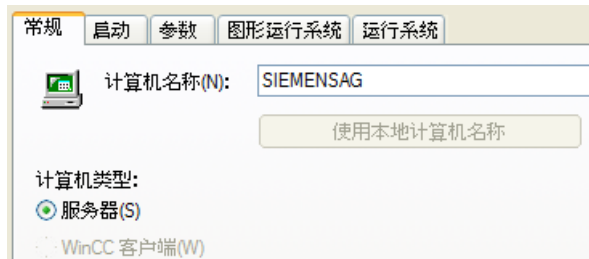 常规 启动 参数 图形运行系统 运行系统
计算机名称(N): SIEMENSAG
使用本地计算机名称
计算机类型:
服务器(S)
WinCC 客户端(W)